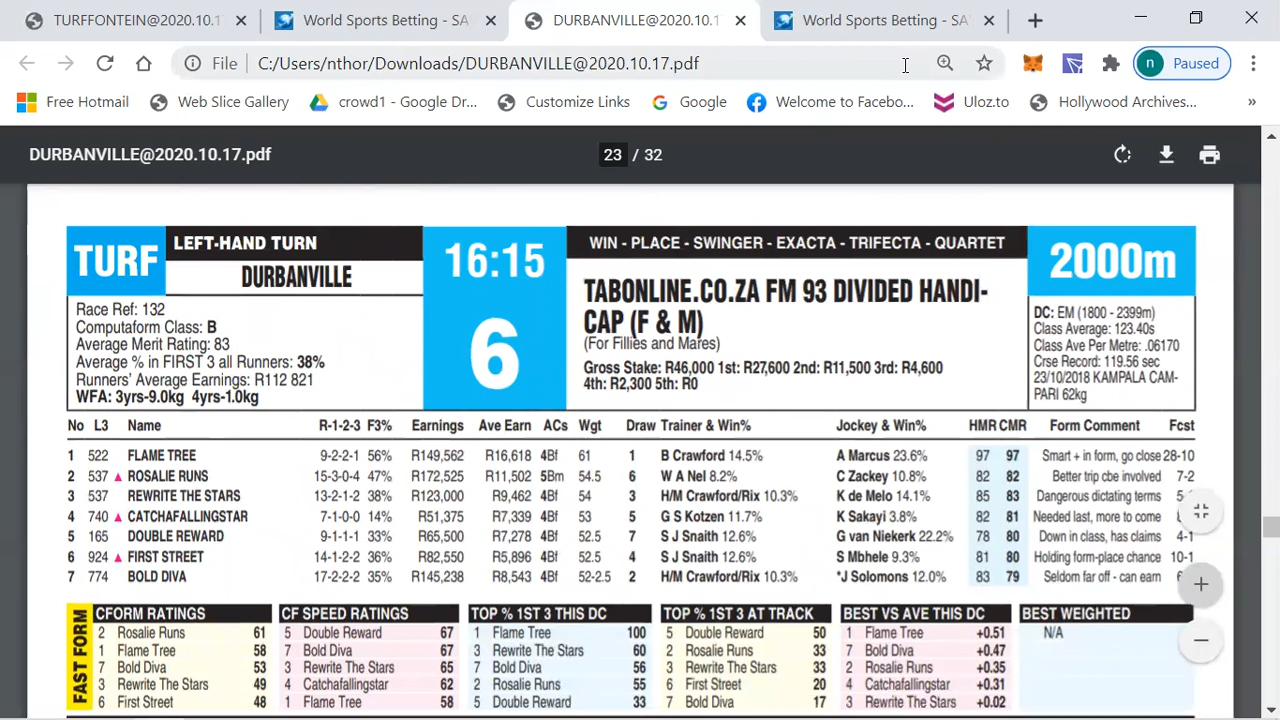 TURFFONTEIN@2020.10.1
World Sports Betting - SA
DURBANVILLE@2020.10.1
World Sports Betting - SA
File C:/Users/nthor/Downloads/DURBANVILLE@2020.10.17.pdf
n Paused
Free Hotmail Web Slice Gallery crowd1 - Google Dr... Customize Links Google Welcome to Facebo... Uloz.to Hollywood Archives... »
DURBANVILLE@2020.10.17.pdf 23 / 32
TURF
LEFT-HAND TURN
DURBANVILLE
Race Ref: 132
Computaform Class: B
Average Merit Rating: 83
Average % in FIRST 3 all Runners: 38%
Runners' Average Earnings: R112 821
WFA: 3yrs-9.0kg 4yrs-1.0kg
16:15
6
WIN - PLACE - SWINGER - EXACTA - TRIFECTA - QUARTET
TABONLINE.CO.ZA FM 93 DIVIDED HANDI-
CAP (F & M)
(For Fillies and Mares)
Gross Stake: R46,000 1st: R27,600 2nd: R11,500 3rd: R4,600
4th: R2,300 5th: R0
2000m
DC: EM (1800 - 2399m)
Class Average: 123.40s
Class Ave Per Metre: .06170
Crse Record: 119.56 sec
23/10/2018 KAMPALA CAM-
PARI 62kg
No L3 Name R-1-2-3 F3% Earnings Ave Earn ACs Wgt Draw Trainer & Win% Jockey & Win% HMR CMR Form Comment Fcst
1 522 FLAME TREE 9-2-2-1 56% R149,562 R16,618 4Bf 61 1 B Crawford 14.5% A Marcus 23.6% 97 97 Smart + in form, go close 28-10
2 537 ▲ ROSALIE RUNS 15-3-0-4 47% R172,525 R11,502 5Bm 54.5 6 W A Nel 8.2% C Zackey 10.8% 82 82 Better trip cbe involved 7-2
3 537 REWRITE THE STARS 13-2-1-2 38% R123,000 R9,462 4Bf 54 3 H/M Crawford/Rix 10.3% K de Melo 14.1% 85 83 Dangerous dictating terms
4 740 ▲ CATCHAFALLINGSTAR 7-1-0-0 14% R51,375 R7,339 4Bf 53 5 G S Kotzen 11.7% K Sakayi 3.8% 82 81 Needed last, more to come
5 165 DOUBLE REWARD 9-1-1-1 33% R65,500 R7,278 4Bf 52.5 7 S J Snaith 12.6% G van Niekerk 22.2% 78 80 Down in class, has claims 4-1
6 924 ▲ FIRST STREET 14-1-2-2 36% R82,550 R5,896 4Bf 52.5 4 S J Snaith 12.6% S Mbhele 9.3% 81 80 Holding form-place chance 10-1
7 774 BOLD DIVA 17-2-2-2 35% R145,238 R8,543 4Bf 52-2.5 2 H/M Crawford/Rix 10.3% *J Solomons 12.0% 83 79 Seldom far off - can earn
FAST FORM
CFORM RATINGS
2 Rosalie Runs 61
1 Flame Tree 58
7 Bold Diva 53
3 Rewrite The Stars 49
6 First Street 48
CF SPEED RATINGS
5 Double Reward 67
7 Bold Diva 67
3 Rewrite The Stars 65
4 Catchafallingstar 62
1 Flame Tree 58
TOP % 1ST 3 THIS DC
1 Flame Tree 100
3 Rewrite The Stars 60
7 Bold Diva 56
2 Rosalie Runs 55
5 Double Reward 33
TOP % 1ST 3 AT TRACK
5 Double Reward 50
2 Rosalie Runs 33
3 Rewrite The Stars 33
6 First Street 20
7 Bold Diva 17
BEST VS AVE THIS DC
1 Flame Tree +0.51
7 Bold Diva +0.47
2 Rosalie Runs +0.35
4 Catchafallingstar +0.31
3 Rewrite The Stars +0.02
BEST WEIGHTED
N/A